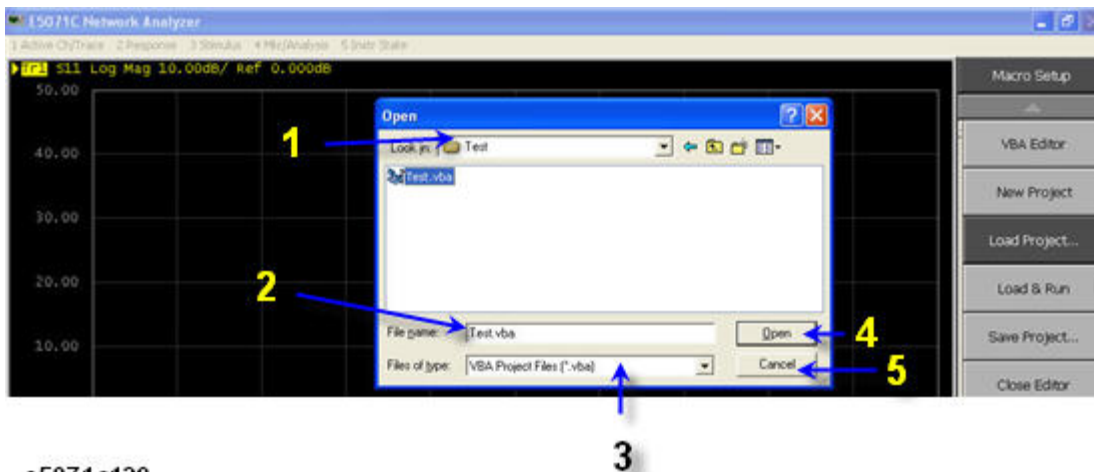 E5071C Network Analyzer
1 Active Ch/Trace 2 Response 3 Stimulus 4 Mkr/Analysis 5 Instr State
Tr1 S11 Log Mag 10.00dB/ Ref 0.000dB
50.00
40.00
30.00
20.00
10.00
Open
Look in: Test
Test.vba
File name: Test.vba
Open
Files of type: VBA Project Files (*.vba)
Cancel
1
2
3
4
5
Macro Setup
VBA Editor
New Project
Load Project...
Load & Run
Save Project...
Close Editor